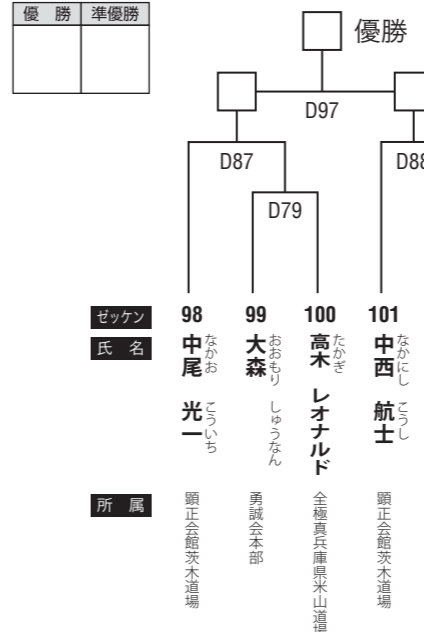 優 勝 準優勝
優勝
D97
D87
D88
D79
ゼッケン 98 99 100 101
氏 名
なかお こういち
中尾 光一
おおもり しゅうなん
大森
たかぎ
高木 レオナルド
なかにし こうし
中西 航士
所 属
顕正会館茨木道場
勇誠会本部
全極真兵庫県米山道場
顕正会館茨木道場